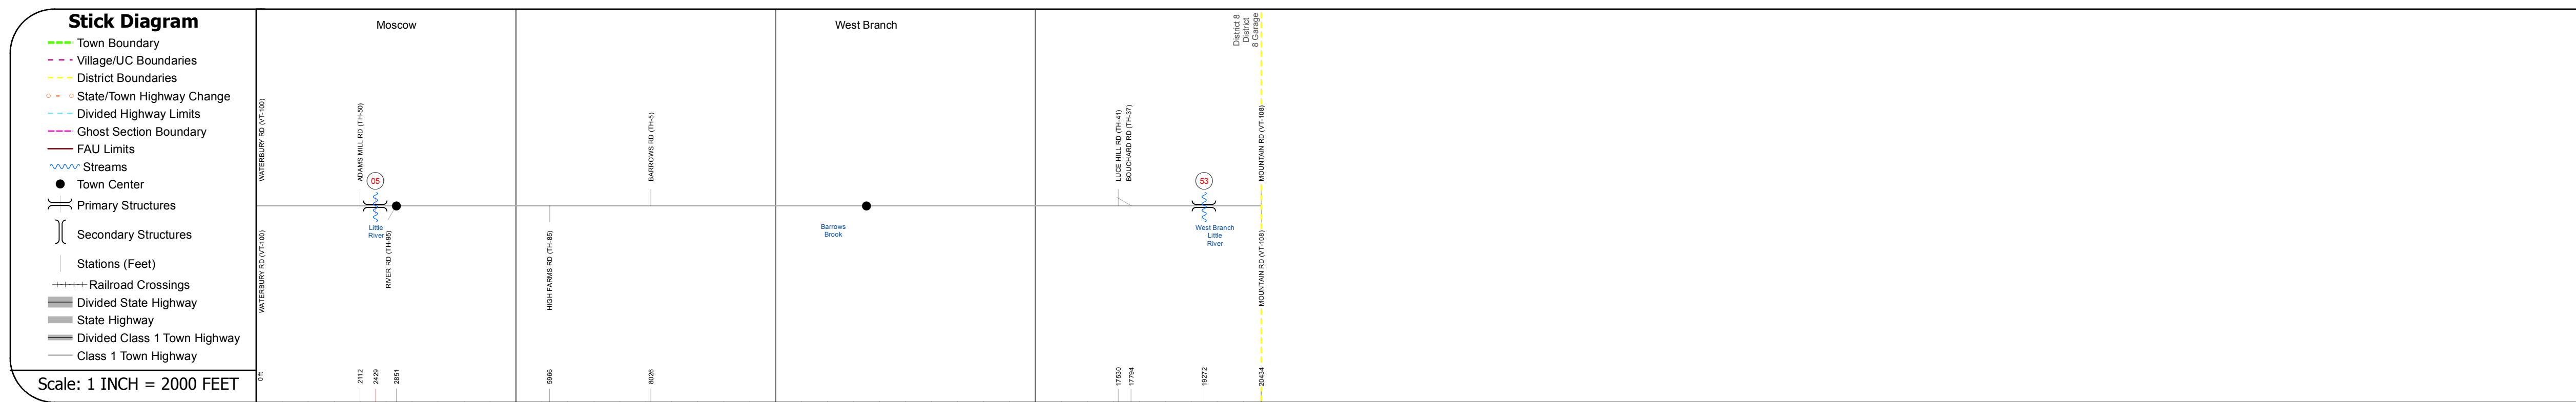 Stick Diagram
Town Boundary
Village/UC Boundaries
District Boundaries
State/Town Highway Change
Divided Highway Limits
Ghost Section Boundary
FAU Limits
Streams
Town Center
Primary Structures
Secondary Structures
Stations (Feet)
Railroad Crossings
Divided State Highway
State Highway
Divided Class 1 Town Highway
Class 1 Town Highway
Scale: 1 INCH = 2000 FEET
Moscow
West Branch
District 8
District
8 Garage
WATERBURY RD (VT-100)
ADAMS MILL RD (TH-50)
BARROWS RD (TH-5)
LUCE HILL RD (TH-41)
BOUCHARD RD (TH-37)
MOUNTAIN RD (VT-108)
05
53
Little
River
Barrows
Brook
West Branch
Little
River
WATERBURY RD (VT-100)
RIVER RD (TH-95)
HIGH FARMS RD (TH-85)
MOUNTAIN RD (VT-108)
0 ft
2112
2429
2851
5966
8026
17530
17794
19272
20434